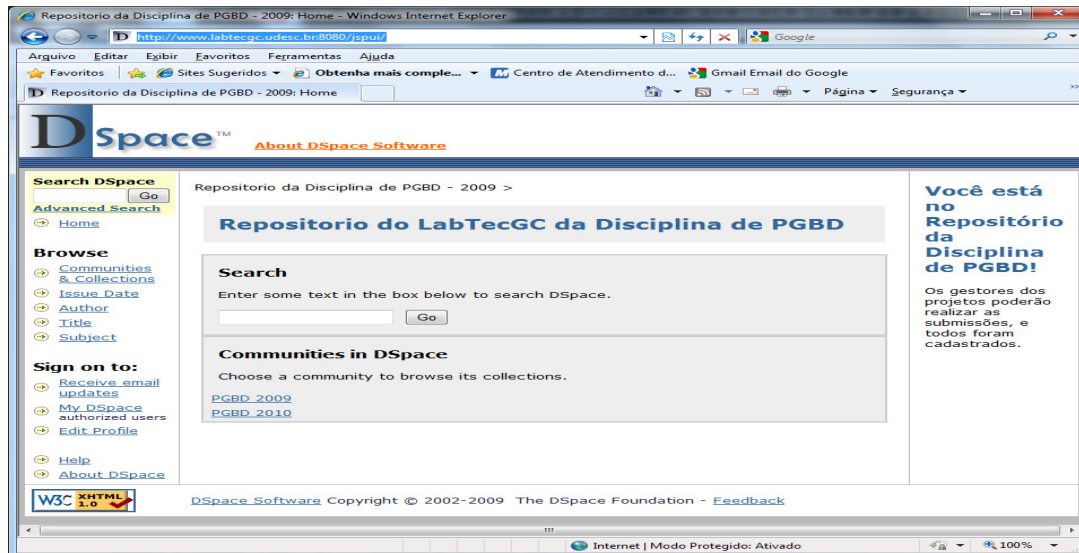 Repositorio da Disciplina de PGBD - 2009: Home - Windows Internet Explorer
http://www.labtecgc.udesc.br:8080/jspui/
Google
Arquivo Editar Exibir Favoritos Ferramentas Ajuda
Favoritos Sites Sugeridos Obtenha mais comple... Centro de Atendimento d... Gmail Email do Google
Repositorio da Disciplina de PGBD - 2009: Home
Página Segurança
DSpace™ About DSpace Software
Search DSpace
Go
Advanced Search
Home
Browse
Communities
& Collections
Issue Date
Author
Title
Subject
Sign on to:
Receive email
updates
My DSpace
authorized users
Edit Profile
Help
About DSpace
Repositorio da Disciplina de PGBD - 2009 >
Repositorio do LabTecGC da Disciplina de PGBD
Search
Enter some text in the box below to search DSpace.
Go
Communities in DSpace
Choose a community to browse its collections.
PGBD 2009
PGBD 2010
Você está
no
Repositório
da
Disciplina
de PGBD!
Os gestores dos
projetos poderão
realizar as
submissões, e
todos foram
cadastrados.
W3C XHTML 1.0
DSpace Software Copyright © 2002-2009 The DSpace Foundation - Feedback
Internet | Modo Protegido: Ativado
100%